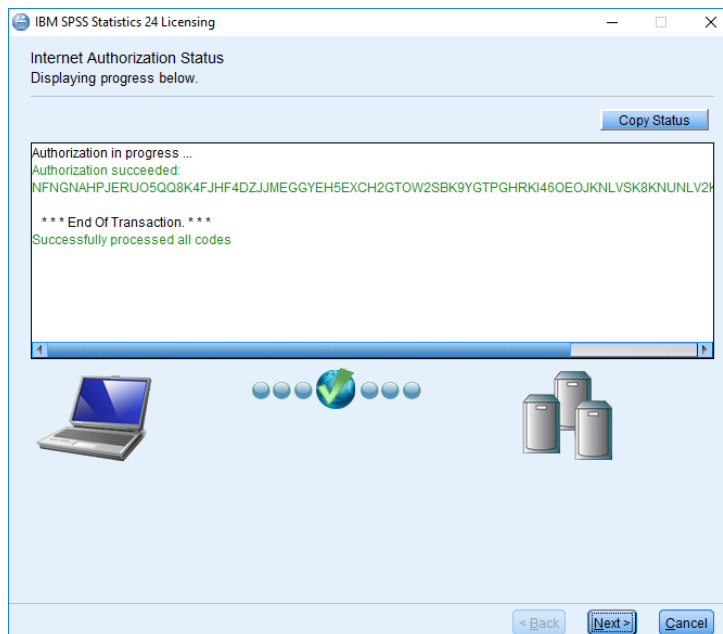 IBM SPSS Statistics 24 Licensing
Internet Authorization Status
Displaying progress below.
Copy Status
Authorization in progress ...
Authorization succeeded:
NFNGNAHPJERUO5QQ8K4FJHF4DZJJMEGGYEH5EXCH2GTOW2SBK9YGTPGHRKI46OEOJKNLVSK8KNUNLV2K
* * * End Of Transaction. * * *
Successfully processed all codes
< Back Next > Cancel